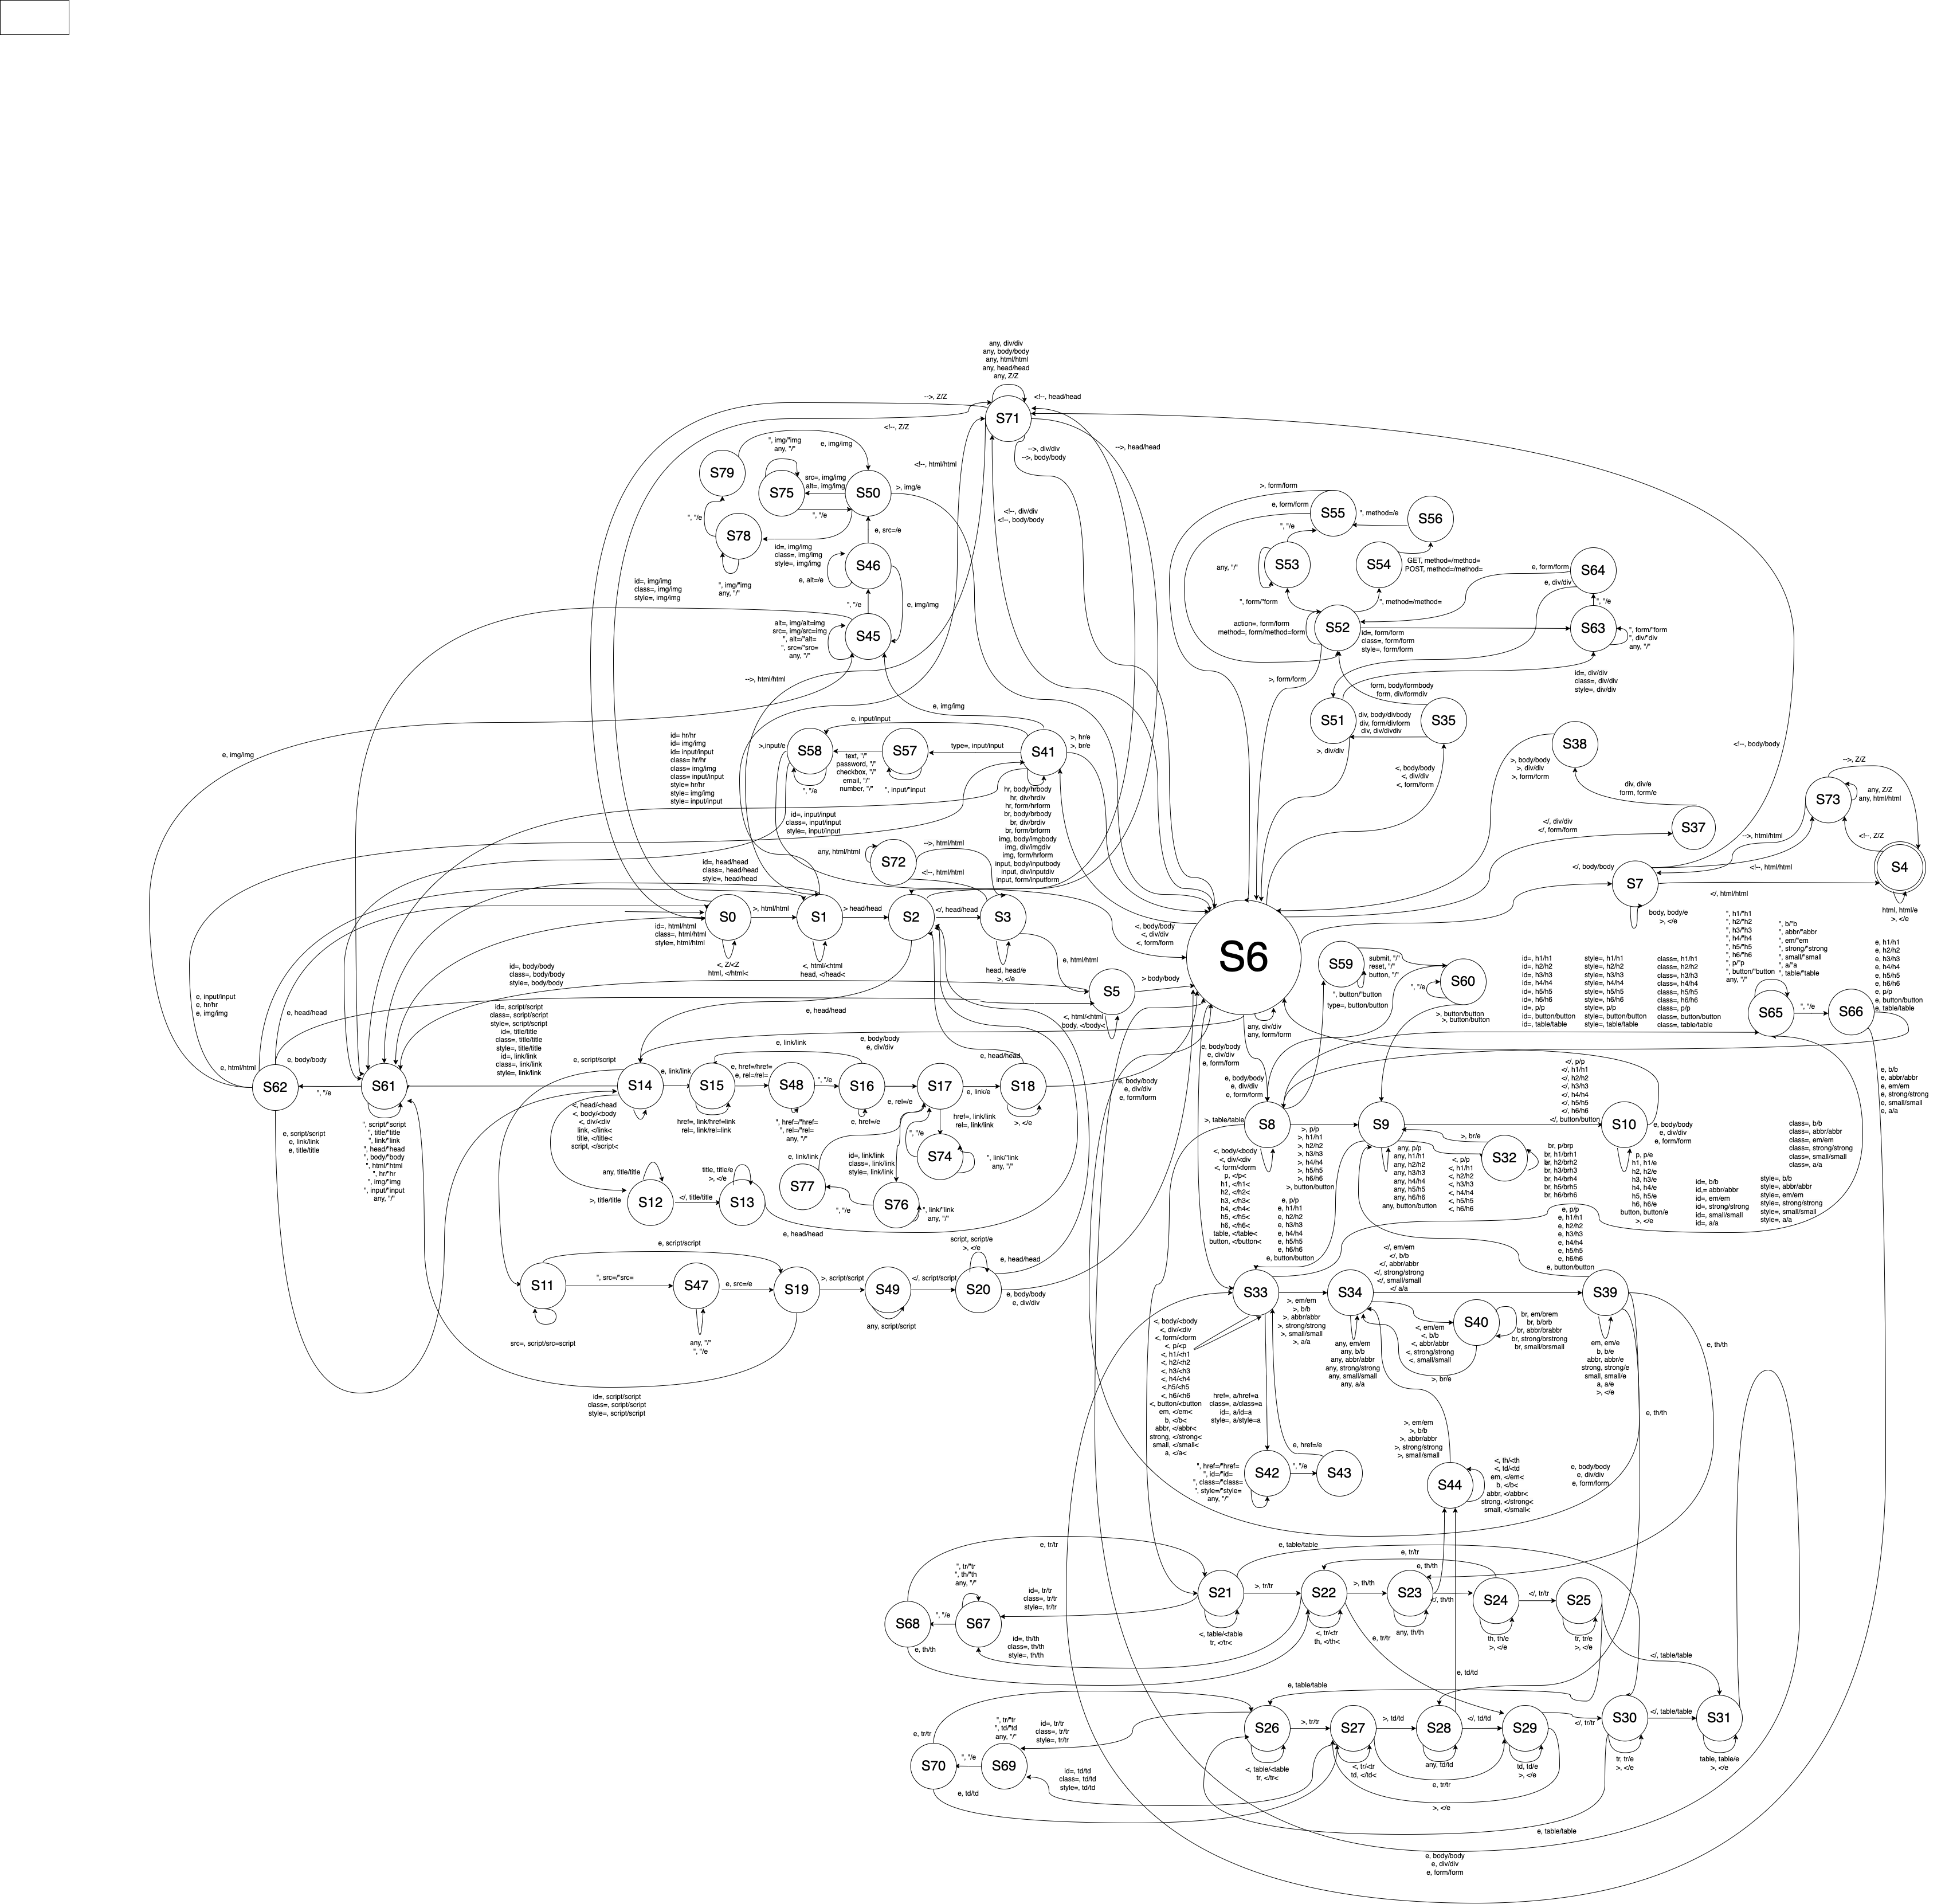 any, div/div
any, body/body
any, html/html
any, head/head
any, Z/Z
-->, Z/Z
<!--, head/head
S71
<!--, Z/Z
-->, div/div
-->, body/body
-->, head/head
", img/"img
any, "/"
e, img/img
S79
<!--, html/html
S75
src=, img/img
alt=, img/img
S50
>, img/e
", "/e
", "/e
S78
e, src=/e
<!--, div/div
<!--, body/body
id=, img/img
class=, img/img
style=, img/img
S46
e, alt=/e
", img/"img
any, "/"
id=, img/img
class=, img/img
style=, img/img
", "/e
e, img/img
alt=, img/alt=img
src=, img/src=img
", alt=/"alt=
", src=/"src=
any, "/"
S45
-->, html/html
>, form/form
e, form/form
S55
", method=/e
S56
", "/e
any, "/"
S53
S54
GET, method=/method=
POST, method=/method=
e, form/form
e, div/div
S64
", form/"form
", method=/method=
", "/e
action=, form/form
method=, form/method=form
S52
id=, form/form
class=, form/form
style=, form/form
S63
", form/"form
", div/"div
any, "/"
>, form/form
id=, div/div
class=, div/div
style=, div/div
form, body/formbody
form, div/formdiv
S51
div, body/divbody
div, form/divform
div, div/divdiv
S35
>, div/div
<, body/body
<, div/div
<, form/form
e, img/img
e, img/img
e, input/input
id= hr/hr
id= img/img
id= input/input
class= hr/hr
class= img/img
class= input/input
style= hr/hr
style= img/img
style= input/input
>,input/e
S58
S57
type=, input/input
S41
>, hr/e
>, br/e
text, "/"
password, "/"
checkbox, "/"
email, "/"
number, "/"
", "/e
", input/"input
hr, body/hrbody
hr, div/hrdiv
hr, form/hrform
br, body/brbody
br, div/brdiv
br, form/brform
img, body/imgbody
img, div/imgdiv
img, form/hrform
input, body/inputbody
input, div/inputdiv
input, form/inputform
id=, input/input
class=, input/input
style=, input/input
S38
>, body/body
>, div/div
>, form/form
div, div/e
form, form/e
</, div/div
</, form/form
S37
<!--, body/body
-->, Z/Z
S73
any, Z/Z
any, html/html
-->, html/html
<!--, Z/Z
</, body/body
<!--, html/html
S7
S4
</, html/html
body, body/e
>, </e
html, html/e
>, </e
any, html/html
S72
-->, html/html
<!--, html/html
id=, head/head
class=, head/head
style=, head/head
S0
>, html/html
S1
> head/head
S2
</, head/head
S3
id=, html/html
class=, html/html
style=, html/html
<, Z/<Z
html, </html<
<, html/<html
head, </head<
head, head/e
>, </e
e, html/html
<, body/body
<, div/div
<, form/form
S6
id=, body/body
class=, body/body
style=, body/body
S5
> body/body
<, html/<html
body, </body<
any, div/div
any, form/form
S59
submit, "/"
reset, "/"
button, "/"
", button/"button
type=, button/button
S60
", "/e
>, button/button
>, button/button
id=, h1/h1
id=, h2/h2
id=, h3/h3
id=, h4/h4
id=, h5/h5
id=, h6/h6
id=, p/p
id=, button/button
id=, table/table
style=, h1/h1
style=, h2/h2
style=, h3/h3
style=, h4/h4
style=, h5/h5
style=, h6/h6
style=, p/p
style=, button/button
style=, table/table
class=, h1/h1
class=, h2/h2
class=, h3/h3
class=, h4/h4
class=, h5/h5
class=, h6/h6
class=, p/p
class=, button/button
class=, table/table
", h1/"h1
", h2/"h2
", h3/"h3
", h4/"h4
", h5/"h5
", h6/"h6
", p/"p
", button/"button
any, "/"
", b/"b
", abbr/"abbr
", em/"em
", strong/"strong
", small/"small
", a/"a
", table/"table
S65
", "/e
S66
e, h1/h1
e, h2/h2
e, h3/h3
e, h4/h4
e, h5/h5
e, h6/h6
e, p/p
e, button/button
e, table/table
e, input/input
e, hr/hr
e, img/img
e, head/head
e, body/body
e, html/html
S62
", "/e
S61
id=, script/script
class=, script/script
style=, script/script
id=, title/title
class=, title/title
style=, title/title
id=, link/link
class=, link/link
style=, link/link
e, script/script
e, link/link
e, title/title
", script/"script
", title/"title
", link/"link
", head/"head
", body/"body
", html/"html
", hr/"hr
", img/"img
", input/"input
any, "/"
e, head/head
e, link/link
e, body/body
e, div/div
e, script/script
S14
e, link/link
S15
e, href=/href=
e, rel=/rel=
S48
", "/e
S16
e, rel=/e
S17
e, link/e
S18
e, head/head
<, head/<head
<, body/<body
<, div/<div
link, </link<
title, </title<
script, </script<
href=, link/href=link
rel=, link/rel=link
", href=/"href=
", rel=/"rel=
any, "/"
e, href=/e
href=, link/link
rel=, link/link
>, </e
", "/e
S74
", link/"link
any, "/"
e, link/link
id=, link/link
class=, link/link
style=, link/link
S77
S76
", "/e
", link/"link
any, "/"
any, title/title
>, title/title
S12
</, title/title
title, title/e
>, </e
S13
e, head/head
e, script/script
S11
", src=/"src=
S47
e, src=/e
S19
>, script/script
S49
</, script/script
S20
script, script/e
>, </e
e, head/head
e, body/body
e, div/div
src=, script/src=script
any, "/"
", "/e
any, script/script
id=, script/script
class=, script/script
style=, script/script
e, body/body
e, div/div
e, form/form
e, body/body
e, div/div
e, form/form
e, body/body
e, div/div
e, form/form
>, table/table
S8
>, p/p
>, h1/h1
>, h2/h2
>, h3/h3
>, h4/h4
>, h5/h5
>, h6/h6
>, button/button
S9
</, p/p
</, h1/h1
</, h2/h2
</, h3/h3
</, h4/h4
</, h5/h5
</, h6/h6
</, button/button
S10
e, body/body
e, div/div
e, form/form
<, body/<body
<, div/<div
<, form/<form
p, </p<
h1, </h1<
h2, </h2<
h3, </h3<
h4, </h4<
h5, </h5<
h6, </h6<
table, </table<
button, </button<
e, p/p
e, h1/h1
e, h2/h2
e, h3/h3
e, h4/h4
e, h5/h5
e, h6/h6
e, button/button
any, p/p
any, h1/h1
any, h2/h2
any, h3/h3
any, h4/h4
any, h5/h5
any, h6/h6
any, button/button
<, p/p
<, h1/h1
<, h2/h2
<, h3/h3
<, h4/h4
<, h5/h5
<, h6/h6
>, br/e
S32
br, p/brp
br, h1/brh1
br, h2/brh2
br, h3/brh3
br, h4/brh4
br, h5/brh5
br, h6/brh6
p, p/e
h1, h1/e
h2, h2/e
h3, h3/e
h4, h4/e
h5, h5/e
h6, h6/e
button, button/e
>, </e
id=, b/b
id=, abbr/abbr
id=, em/em
id=, strong/strong
id=, small/small
id=, a/a
style=, b/b
style=, abbr/abbr
style=, em/em
style=, strong/strong
style=, small/small
style=, a/a
class=, b/b
class=, abbr/abbr
class=, em/em
class=, strong/strong
class=, small/small
class=, a/a
e, b/b
e, abbr/abbr
e, em/em
e, strong/strong
e, small/small
e, a/a
e, p/p
e, h1/h1
e, h2/h2
e, h3/h3
e, h4/h4
e, h5/h5
e, h6/h6
e, button/button
S33
>, em/em
>, b/b
>, abbr/abbr
>, strong/strong
>, small/small
>, a/a
S34
</, em/em
</, b/b
</, abbr/abbr
</, strong/strong
</, small/small
</ a/a
S39
<, body/<body
<, div/<div
<, form/<form
<, p/<p
<, h1/<h1
<, h2/<h2
<, h3/<h3
<, h4/<h4
<,h5/<h5
<, h6/<h6
<, button/<button
em, </em<
b, </b<
abbr, </abbr<
strong, </strong<
small, </small<
a, </a<
any, em/em
any, b/b
any, abbr/abbr
any, strong/strong
any, small/small
any, a/a
<, em/em
<, b/b
<, abbr/abbr
<, strong/strong
<, small/small
S40
br, em/brem
br, b/brb
br, abbr/brabbr
br, strong/brstrong
br, small/brsmall
>, br/e
em, em/e
b, b/e
abbr, abbr/e
strong, strong/e
small, small/e
a, a/e
>, </e
e, th/th
e, th/th
href=, a/href=a
class=, a/class=a
id=, a/id=a
style=, a/style=a
e, href=/e
", href=/"href=
", id=/"id=
", class=/"class=
", style=/"style=
any, "/"
S42
", "/e
S43
>, em/em
>, b/b
>, abbr/abbr
>, strong/strong
>, small/small
S44
<, th/<th
<, td/<td
em, </em<
b, </b<
abbr, </abbr<
strong, </strong<
small, </small<
e, body/body
e, div/div
e, form/form
e, tr/tr
e, table/table
e, tr/tr
e, th/th
", tr/"tr
", th/"th
any, "/"
id=, tr/tr
class=, tr/tr
style=, tr/tr
S21
>, tr/tr
S22
>, th/th
S23
</, th/th
S24
</, tr/tr
S25
S68
", "/e
S67
e, th/th
id=, th/th
class=, th/th
style=, th/th
<, table/<table
tr, </tr<
<, tr/<tr
th, </th<
e, tr/tr
any, th/th
th, th/e
>, </e
tr, tr/e
>, </e
</, table/table
e, td/td
e, table/table
e, tr/tr
", tr/"tr
", td/"td
any, "/"
id=, tr/tr
class=, tr/tr
style=, tr/tr
S26
>, tr/tr
S27
>, td/td
S28
</, td/td
S29
</, tr/tr
S30
</, table/table
S31
S70
", "/e
S69
e, td/td
id=, td/td
class=, td/td
style=, td/td
<, table/<table
tr, </tr<
<, tr/<tr
td, </td<
any, td/td
e, tr/tr
td, td/e
>, </e
>, </e
tr, tr/e
>, </e
table, table/e
>, </e
e, table/table
e, body/body
e, div/div
e, form/form